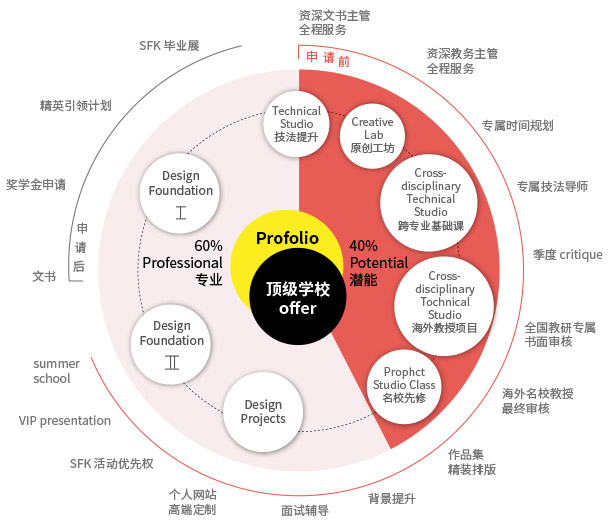 资深文书主管
全程服务
SFK 毕业展
申请前
资深教务主管
全程服务
精英引领计划
Technical
Studio
技法提升
Creative
Lab
原创工坊
专属时间规划
Design
Foundation
I
Cross-
disciplinary
Technical
Studio
跨专业基础课
奖学金申请
专属技法导师
申请后
60%
Professional
专业
Profolio
40%
Potential
潜能
季度 critique
文书
顶级学校
offer
Cross-
disciplinary
Tochnical
Studio
海外教授项目
全国教研专属
书面审核
Design
Foundation
II
summer
school
Prophct
Studio Class
名校先修
海外名校教授
最终审核
Design
Projects
VIP presentation
作品集
精装排版
SFK 活动优先权
个人网站
高端定制
面试辅导
背景提升